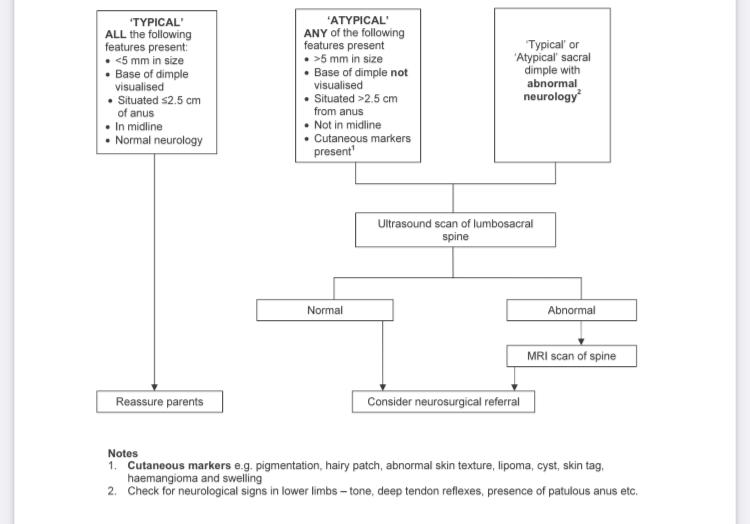 'TYPICAL'
ALL the following
features present:
• <5 mm in size
• Base of dimple
visualised
• Situated ≤2.5 cm
of anus
• In midline
• Normal neurology
'ATYPICAL'
ANY of the following
features present
• >5 mm in size
• Base of dimple not
visualised
• Situated >2.5 cm
from anus
• Not in midline
• Cutaneous markers
present¹
'Typical' or
'Atypical' sacral
dimple with
abnormal
neurology²
Ultrasound scan of lumbosacral
spine
Normal
Abnormal
MRI scan of spine
Reassure parents
Consider neurosurgical referral
Notes
1. Cutaneous markers e.g. pigmentation, hairy patch, abnormal skin texture, lipoma, cyst, skin tag,
haemangioma and swelling
2. Check for neurological signs in lower limbs – tone, deep tendon reflexes, presence of patulous anus etc.